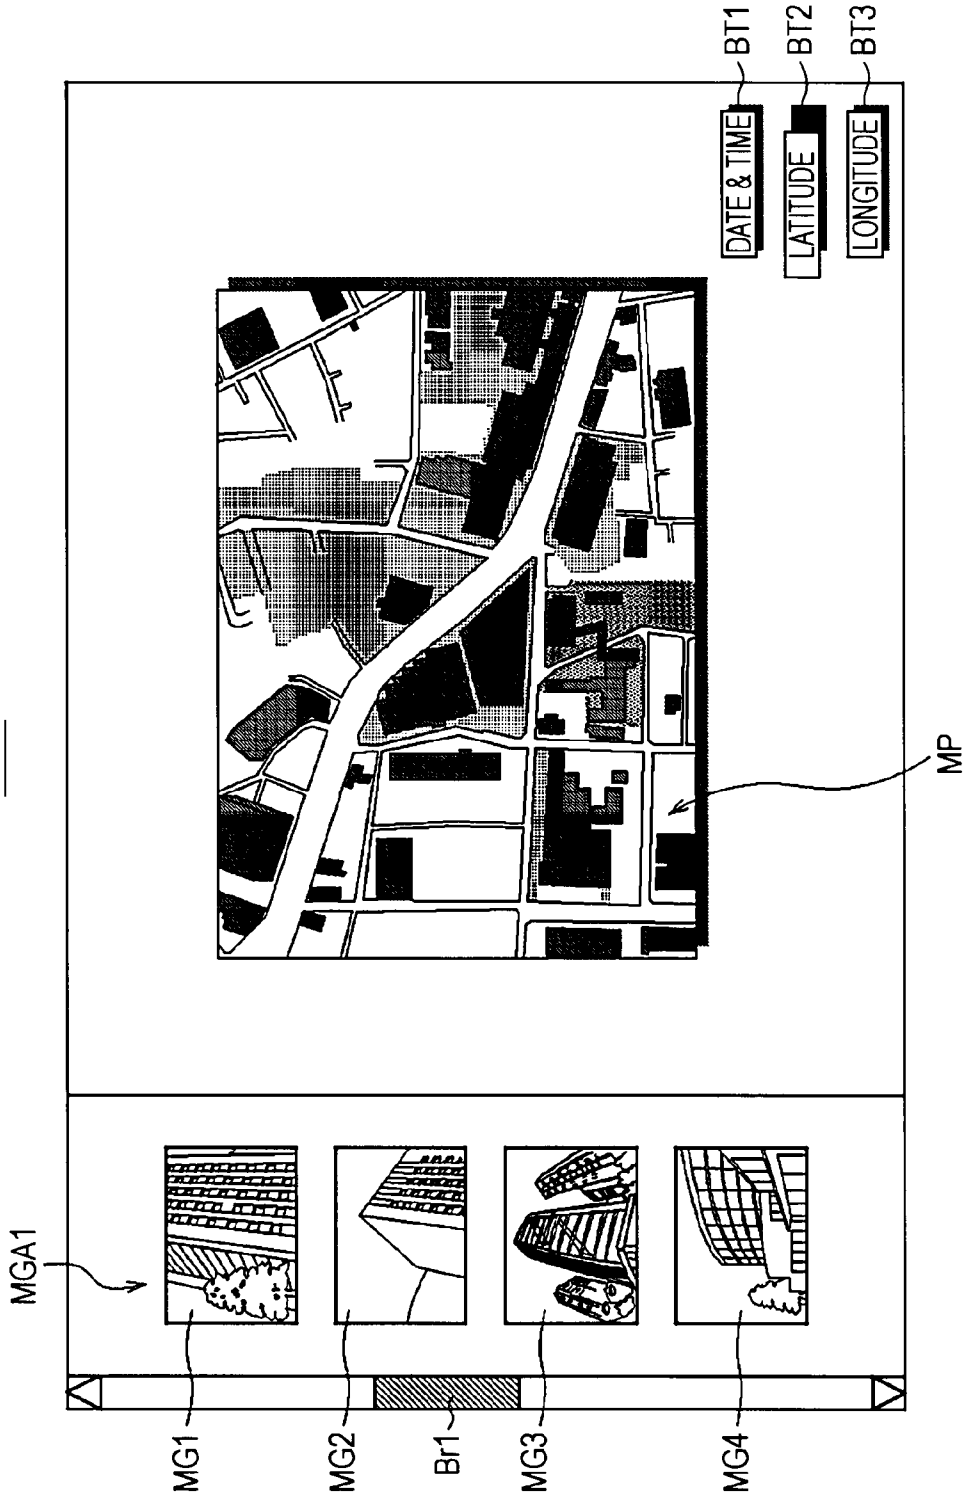 MGA1
MG1
MG2
Br1
MG3
MG4
MP
DATE & TIME
BT1
LATITUDE
BT2
LONGITUDE
BT3